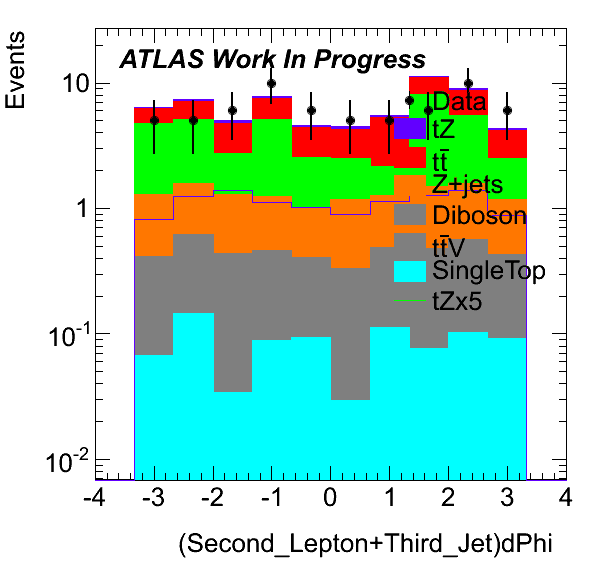 Events
ATLAS Work In Progress
10
1
10-1
10-2
Data
tZ
tt̄
Z+jets
Diboson
tt̄V
SingleTop
tZx5
-4 -3 -2 -1 0 1 2 3 4
(Second_Lepton+Third_Jet)dPhi